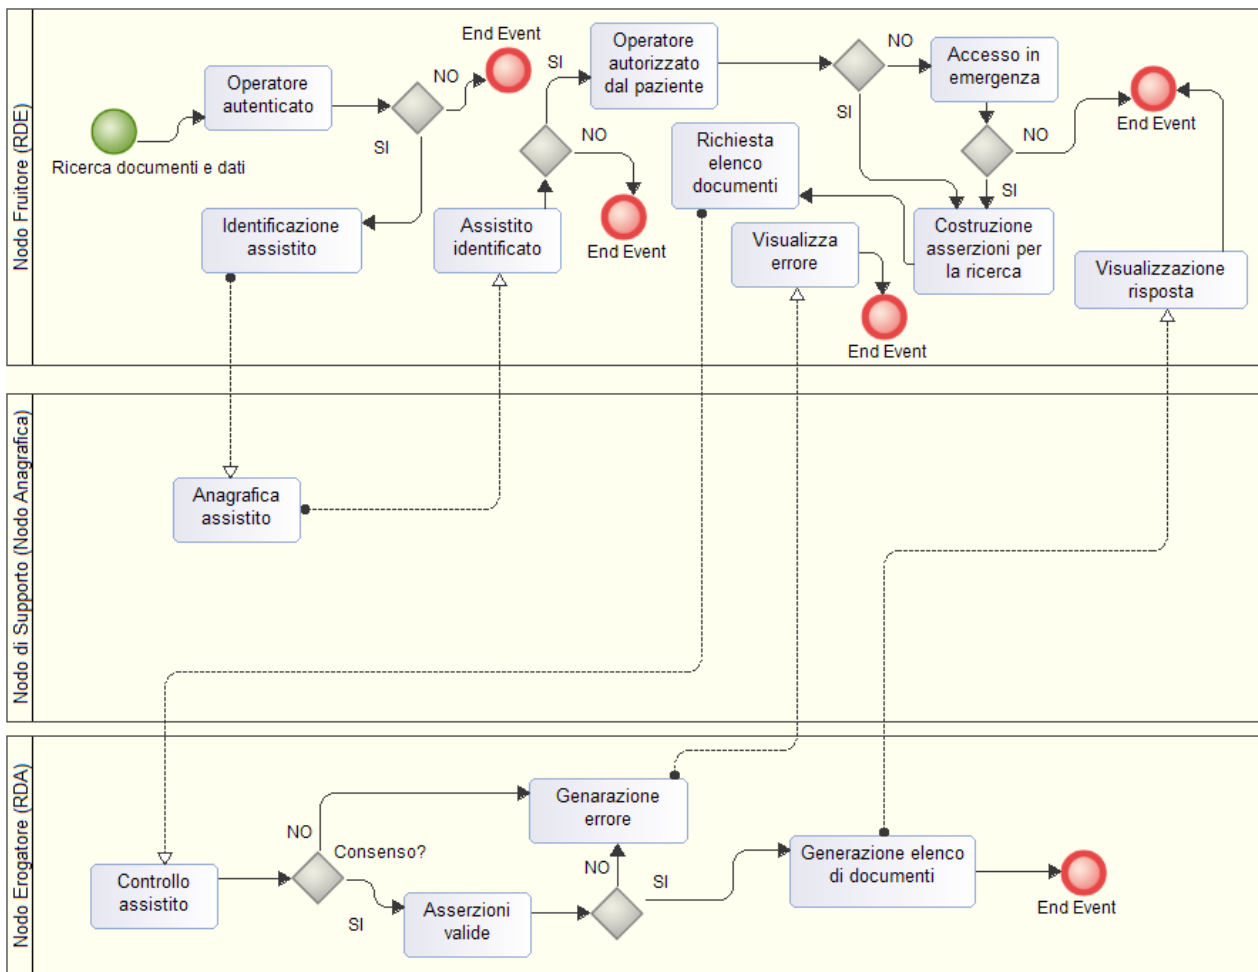 Nodo Fruitore (RDE)
Ricerca documenti e dati
Operatore
autenticato
NO
End Event
SI
Identificazione
assistito
Assistito
identificato
SI
NO
End Event
Operatore
autorizzato
dal paziente
NO
SI
Accesso in
emergenza
NO
End Event
SI
Richiesta
elenco
documenti
Costruzione
asserzioni per
la ricerca
Visualizza
errore
End Event
Visualizzazione
risposta
Nodo di Supporto (Nodo Anagrafica)
Anagrafica
assistito
Nodo Erogatore (RDA)
Controllo
assistito
Consenso?
NO
SI
Genarazione
errore
Asserzioni
valide
NO
SI
Generazione elenco
di documenti
End Event